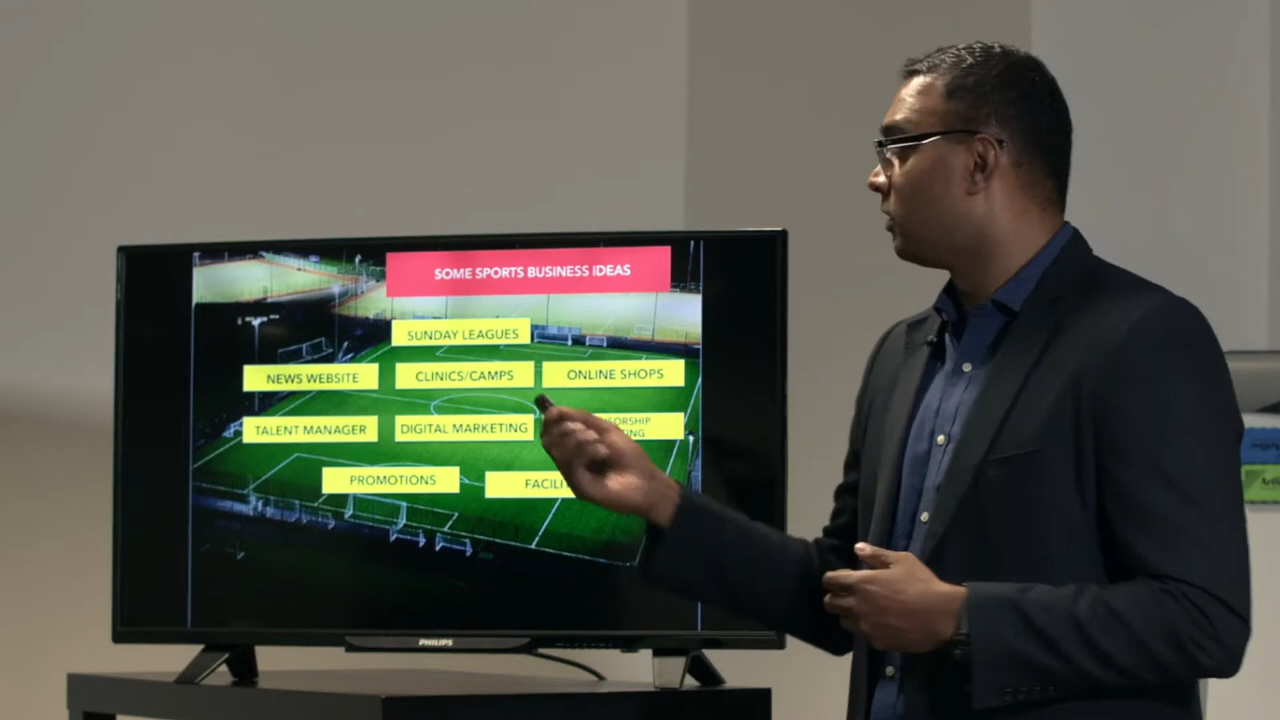 SOME SPORTS BUSINESS IDEAS
SUNDAY LEAGUES
NEWS WEBSITE
CLINICS/CAMPS
ONLINE SHOPS
TALENT MANAGER
DIGITAL MARKETING
PROMOTIONS
PHILIPS